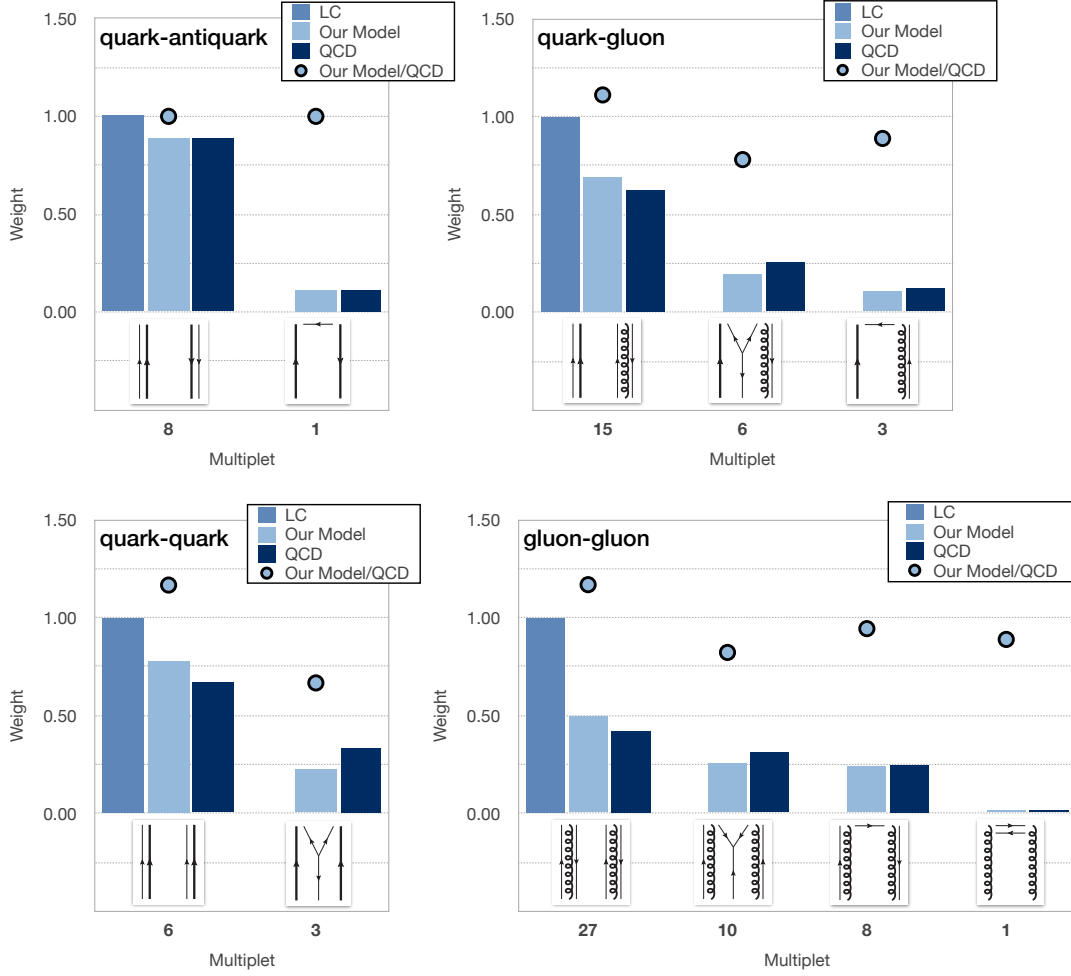 1.50
quark-antiquark
LC
Our Model
QCD
Our Model/QCD
1.00
0.50
0.00
Weight
8
1
Multiplet
1.50
quark-gluon
LC
Our Model
QCD
Our Model/QCD
1.00
0.50
0.00
Weight
15
6
3
Multiplet
1.50
quark-quark
LC
Our Model
QCD
Our Model/QCD
1.00
0.50
0.00
Weight
6
3
Multiplet
1.50
gluon-gluon
LC
Our Model
QCD
Our Model/QCD
1.00
0.50
0.00
Weight
27
10
8
1
Multiplet